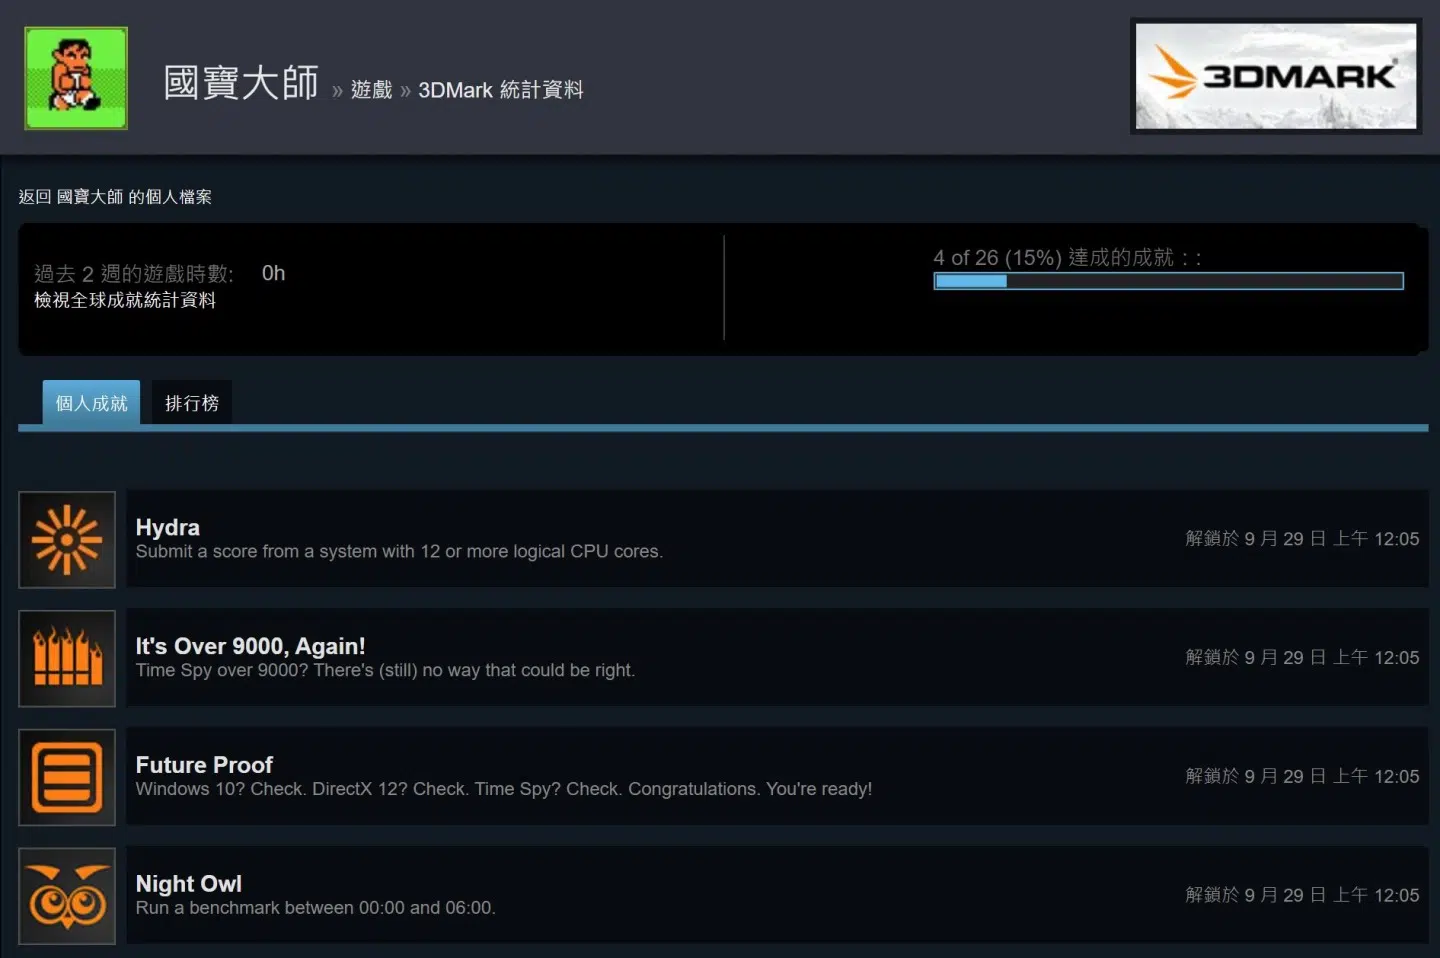 國寶大師 » 遊戲 » 3DMark 統計資料
3DMARK®
返回 國寶大師 的個人檔案
過去 2 週的遊戲時數: 0h
檢視全球成就統計資料
4 of 26 (15%) 達成的成就 : :
個人成就
排行榜
Hydra
Submit a score from a system with 12 or more logical CPU cores.
解鎖於 9 月 29 日 上午 12:05
It's Over 9000, Again!
Time Spy over 9000? There's (still) no way that could be right.
解鎖於 9 月 29 日 上午 12:05
Future Proof
Windows 10? Check. DirectX 12? Check. Time Spy? Check. Congratulations. You're ready!
解鎖於 9 月 29 日 上午 12:05
Night Owl
Run a benchmark between 00:00 and 06:00.
解鎖於 9 月 29 日 上午 12:05